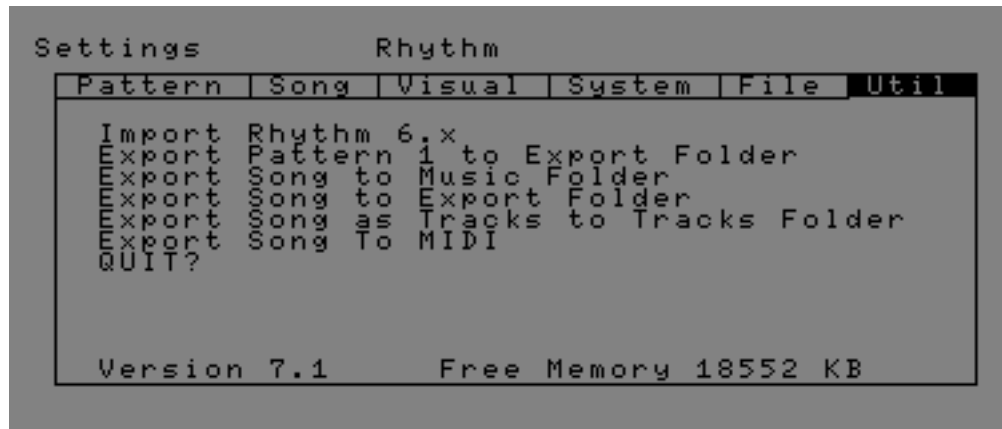 Settings Rhythm
Pattern Song Visual System File Util
Import Rhythm 6.x
Export Pattern 1 to Export Folder
Export Song to Music Folder
Export Song to Export Folder
Export Song as Tracks to Tracks Folder
Export Song To MIDI
QUIT?
Version 7.1 Free Memory 18552 KB